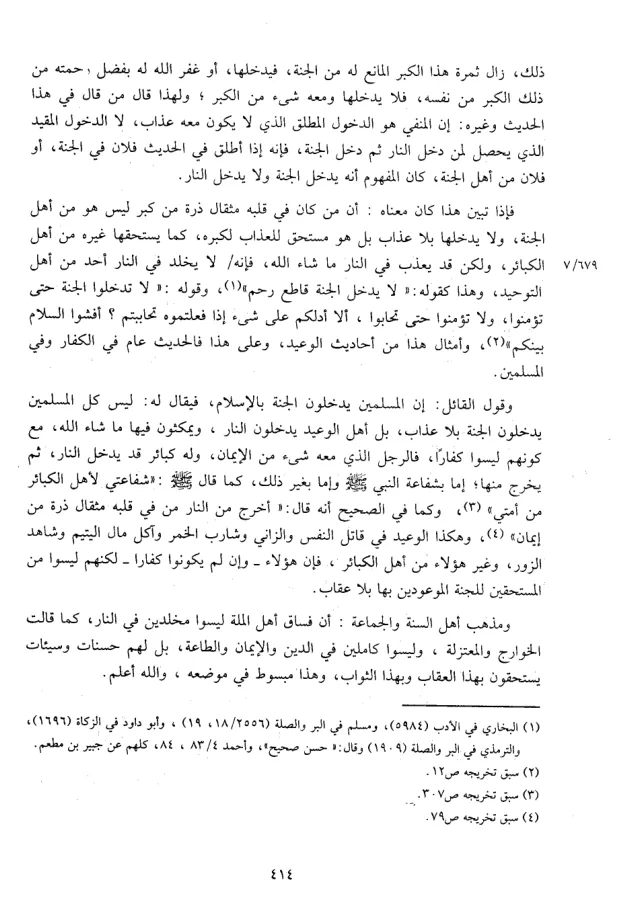 ذلك، زال ثمرة هذا الكبر المانع له من الجنة، فيدخلها، أو غفر الله له بفضل رحمته من
ذلك الكبر من نفسه، فلا يدخلها ومعه شىء من الكبر ؛ ولهذا قال من قال في هذا
الحديث وغيره: إن المنفي هو الدخول المطلق الذي لا يكون معه عذاب، لا الدخول المقيد
الذي يحصل لمن دخل النار ثم دخل الجنة، فإنه إذا أطلق في الحديث فلان في الجنة، أو
فلان من أهل الجنة، كان المفهوم أنه يدخل الجنة ولا يدخل النار.
فإذا تبين هذا كان معناه : أن من كان في قلبه مثقال ذرة من كبر ليس هو من أهل
الجنة، ولا يدخلها بلا عذاب بل هو مستحق للعذاب لكبره، كما يستحقها غيره من أهل
٧/٦٧٩ الكبائر، ولكن قد يعذب في النار ما شاء الله، فإنه/ لا يخلد في النار أحد من أهل
التوحيد، وهذا كقوله:« لا يدخل الجنة قاطع رحم»(١)، وقوله :« لا تدخلوا الجنة حتى
تؤمنوا، ولا تؤمنوا حتى تحابوا ، ألا أدلكم على شىء إذا فعلتموه تحاببتم ؟ أفشوا السلام
بينكم»(٢)، وأمثال هذا من أحاديث الوعيد، وعلى هذا فالحديث عام في الكفار وفي
المسلمين.
وقول القائل: إن المسلمين يدخلون الجنة بالإسلام، فيقال له: ليس كل المسلمين
يدخلون الجنة بلا عذاب، بل أهل الوعيد يدخلون النار ، ويمكثون فيها ما شاء الله، مع
كونهم ليسوا كفارًا، فالرجل الذي معه شىء من الإيمان، وله كبائر قد يدخل النار، ثم
يخرج منها؛ إما بشفاعة النبي ﷺ وإما بغير ذلك، كما قال ﷺ :«شفاعتي لأهل الكبائر
من أمتي» (٣)، وكما في الصحيح أنه قال:« أخرج من النار من في قلبه مثقال ذرة من
إيمان» (٤)، وهكذا الوعيد في قاتل النفس والزاني وشارب الخمر وآكل مال اليتيم وشاهد
الزور، وغير هؤلاء من أهل الكبائر ، فإن هؤلاء ـ وإن لم يكونوا كفارا ـ لكنهم ليسوا من
المستحقين للجنة الموعودين بها بلا عقاب.
ومذهب أهل السنة والجماعة : أن فساق أهل الملة ليسوا مخلدين في النار، كما قالت
الخوارج والمعتزلة ، وليسوا كاملين في الدين والإيمان والطاعة، بل لهم حسنات وسيئات
يستحقون بهذا العقاب وبهذا الثواب، وهذا مبسوط في موضعه ، والله أعلم.
(١) البخاري في الأدب (٥٩٨٤)، ومسلم في البر والصلة (١٨/٢٥٥٦، ١٩) ، وأبو داود في الزكاة (١٦٩٦)،
والترمذي في البر والصلة (١٩٠٩) وقال:« حسن صحيح»، وأحمد ٨٣/٤ ، ٨٤، كلهم عن جبير بن مطعم.
(٢) سبق تخريجه ص١٢.
(٣) سبق تخريجه ص٣٠٧.
(٤) سبق تخريجه ص٧٩.
٤١٤